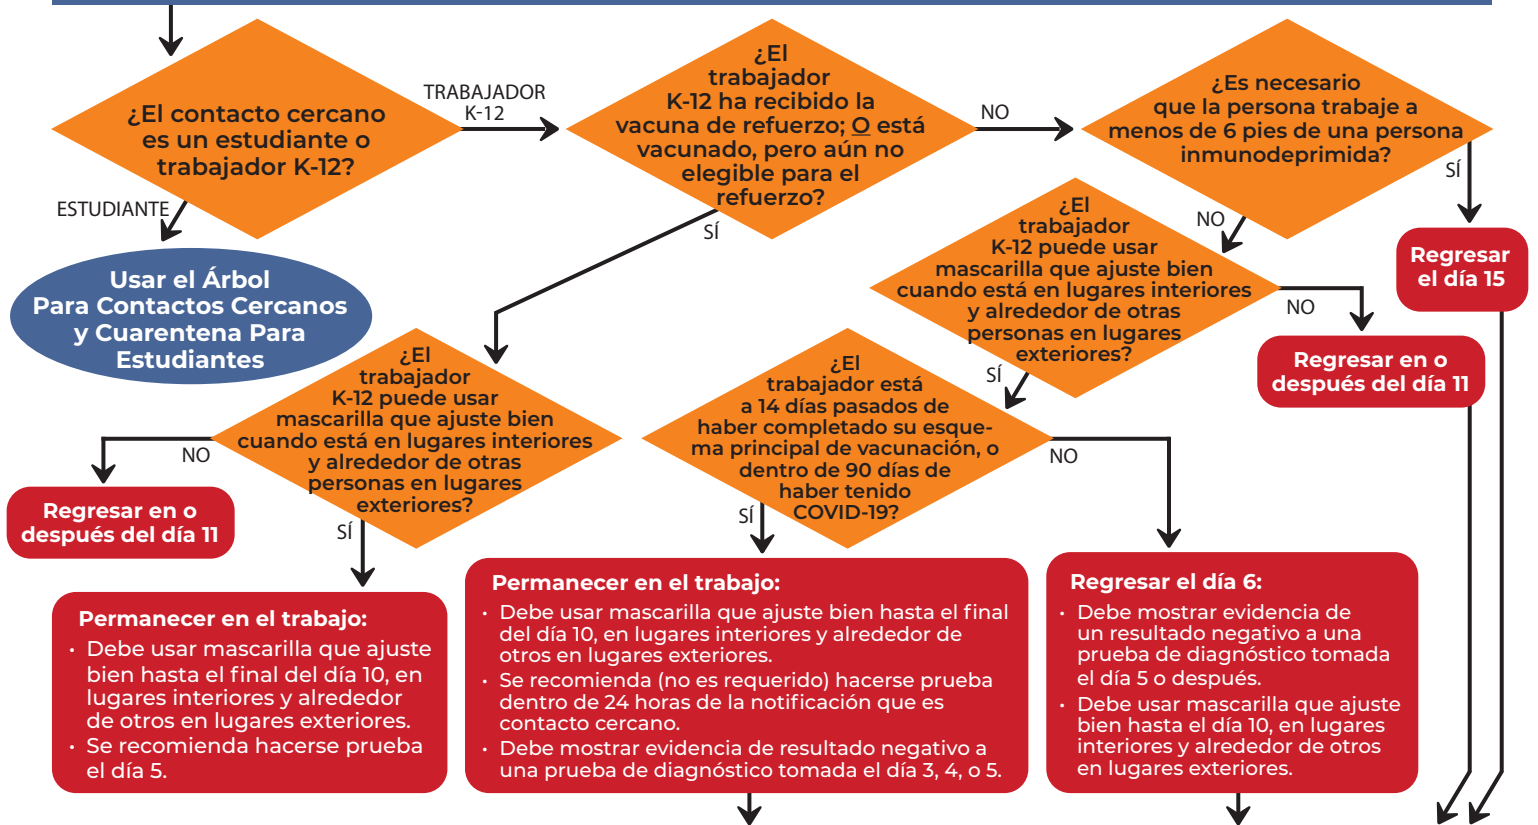 ¿El contacto cercano
es un estudiante o
trabajador K-12?
TRABAJADOR
K-12
ESTUDIANTE
Usar el Árbol
Para Contactos Cercanos
y Cuarentena Para
Estudiantes
¿El
trabajador
K-12 ha recibido la
vacuna de refuerzo; O está
vacunado, pero aún no
elegible para el
refuerzo?
NO
SÍ
¿Es necesario
que la persona trabaje a
menos de 6 pies de una persona
inmunodeprimida?
SÍ
NO
Regresar
el día 15
¿El
trabajador
K-12 puede usar
mascarilla que ajuste bien
cuando está en lugares interiores
y alrededor de otras
personas en lugares
exteriores?
NO
SÍ
Regresar en o
después del día 11
¿El
trabajador
K-12 puede usar
mascarilla que ajuste bien
cuando está en lugares interiores
y alrededor de otras
personas en lugares
exteriores?
NO
SÍ
Regresar en o
después del día 11
¿El
trabajador está
a 14 días pasados de
haber completado su esque-
ma principal de vacunación, o
dentro de 90 días de
haber tenido
COVID-19?
SÍ
NO
Permanecer en el trabajo:
· Debe usar mascarilla que ajuste
bien hasta el final del día 10, en
lugares interiores y alrededor
de otros en lugares exteriores.
· Se recomienda hacerse prueba
el día 5.
Permanecer en el trabajo:
· Debe usar mascarilla que ajuste bien hasta el final
del día 10, en lugares interiores y alrededor de
otros en lugares exteriores.
· Se recomienda (no es requerido) hacerse prueba
dentro de 24 horas de la notificación que es
contacto cercano.
· Debe mostrar evidencia de resultado negativo a
una prueba de diagnóstico tomada el día 3, 4, o 5.
Regresar el día 6:
· Debe mostrar evidencia de
un resultado negativo a una
prueba de diagnóstico tomada
el día 5 o después.
· Debe usar mascarilla que ajuste
bien hasta el día 10, en lugares
interiores y alrededor de otros
en lugares exteriores.